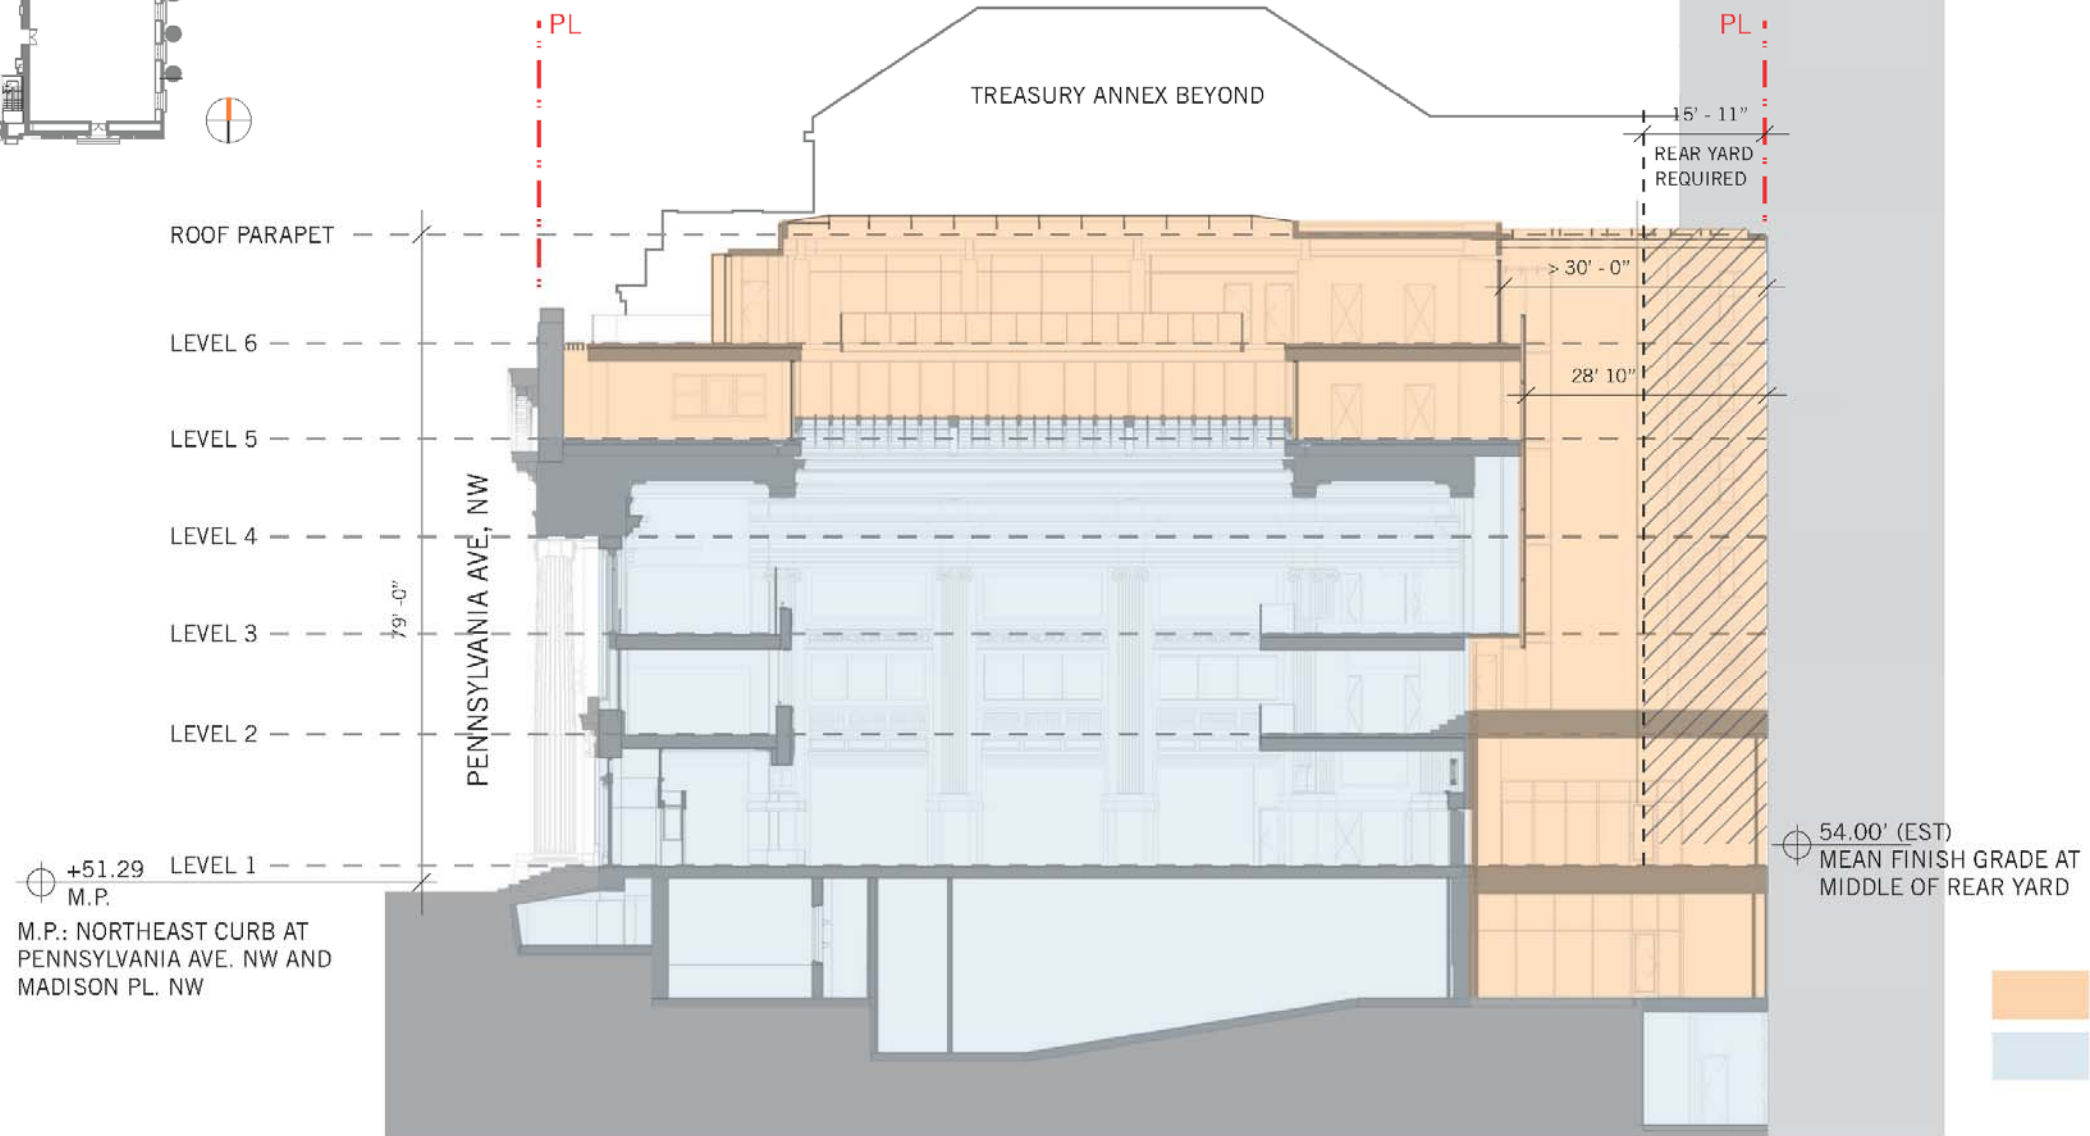 PL
PL
TREASURY ANNEX BEYOND
15' - 11"
REAR YARD
REQUIRED
ROOF PARAPET
> 30' - 0"
LEVEL 6
28' 10"
LEVEL 5
PENNSYLVANIA AVE, NW
LEVEL 4
79' -0"
LEVEL 3
LEVEL 2
54.00' (EST)
MEAN FINISH GRADE AT
MIDDLE OF REAR YARD
LEVEL 1
+51.29
M.P.
M.P.: NORTHEAST CURB AT
PENNSYLVANIA AVE. NW AND
MADISON PL. NW